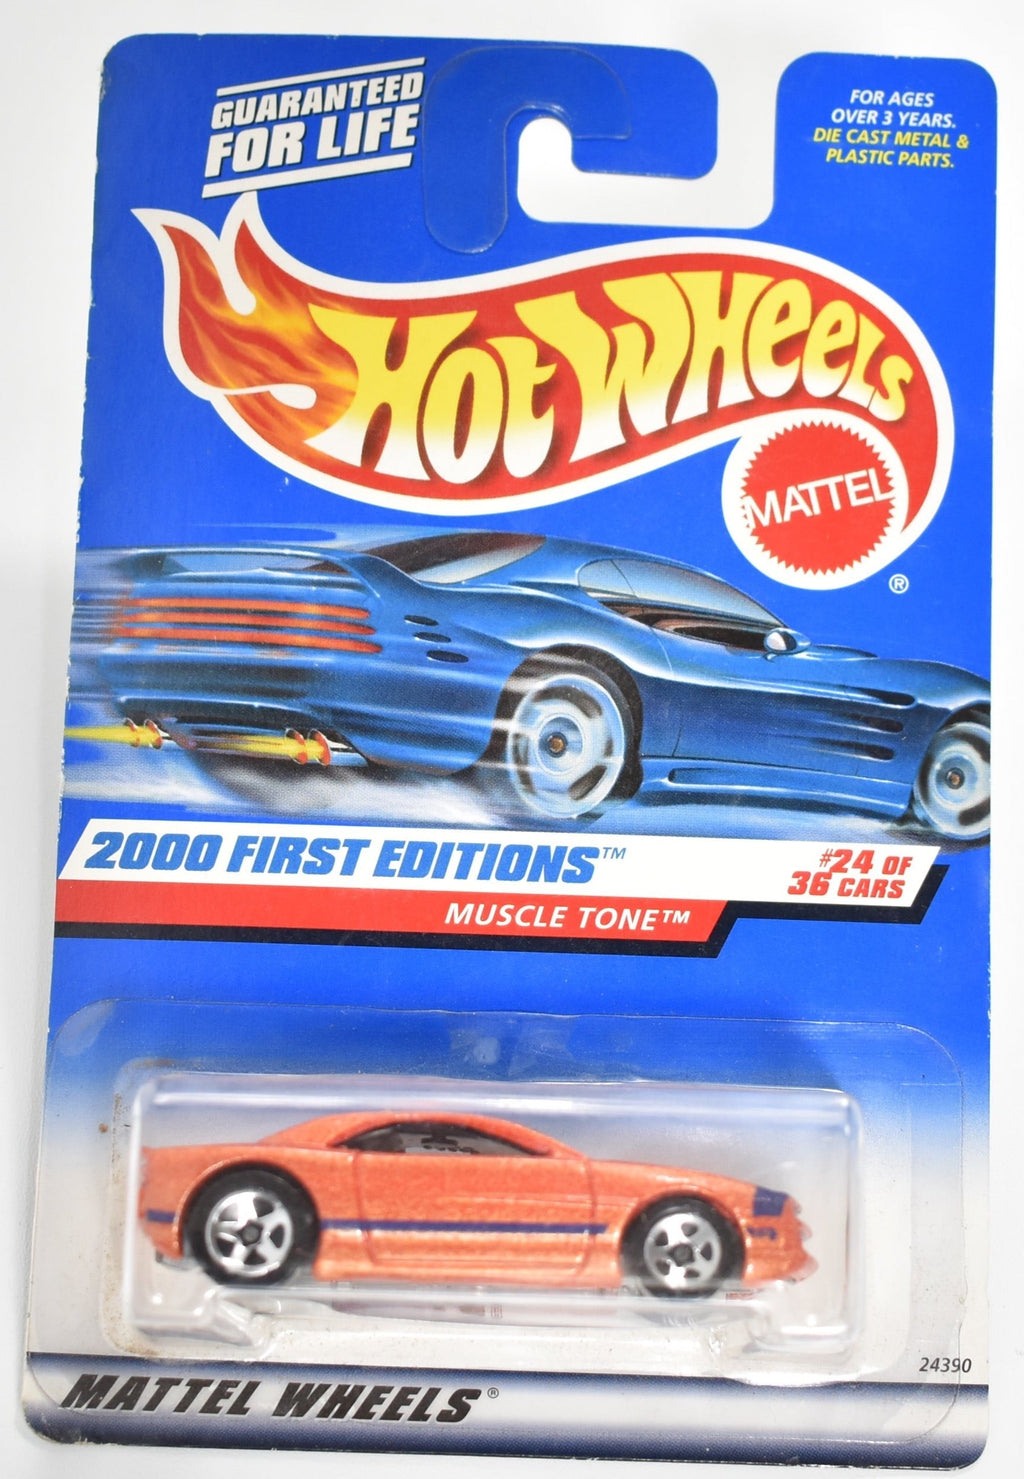 GUARANTEED
FOR LIFE
FOR AGES
OVER 3 YEARS.
DIE CAST METAL &
PLASTIC PARTS.
HOT WHEELS
MATTEL
®
2000 FIRST EDITIONS™
#24 OF
36 CARS
MUSCLE TONE™
24390
MATTEL WHEELS®